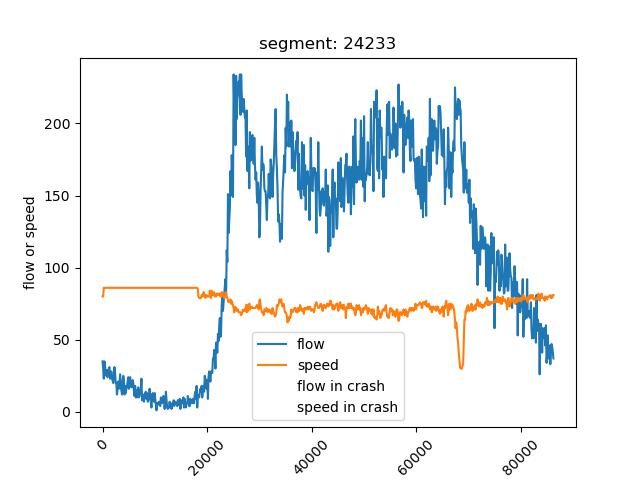 segment: 24233
flow or speed
200
150
100
50
0
flow
speed
flow in crash
speed in crash
0
20000
40000
60000
80000